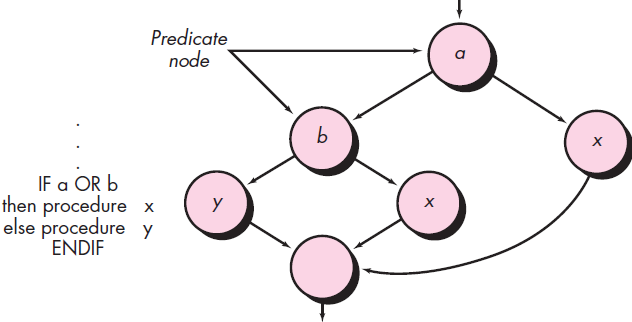 Predicate
node
a
b
x
y
x
.
.
.
IF a OR b
then procedure x
else procedure y
ENDIF